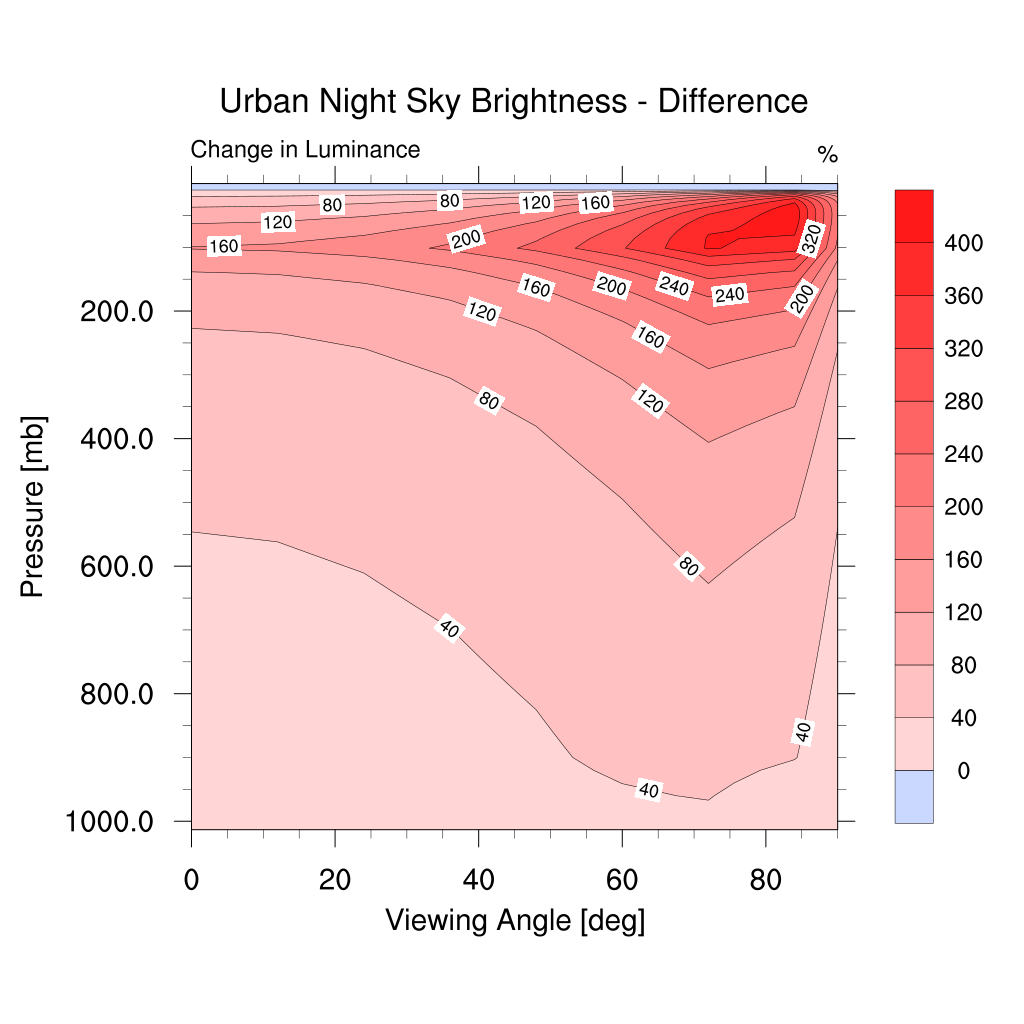 Urban Night Sky Brightness - Difference
Change in Luminance %
80 80 120 160
120
160 200 320
160 200 240 240 200
120 160
80 120
80
40
40
40
200.0
400.0
600.0
800.0
1000.0
Pressure [mb]
0 20 40 60 80
Viewing Angle [deg]
400
360
320
280
240
200
160
120
80
40
0